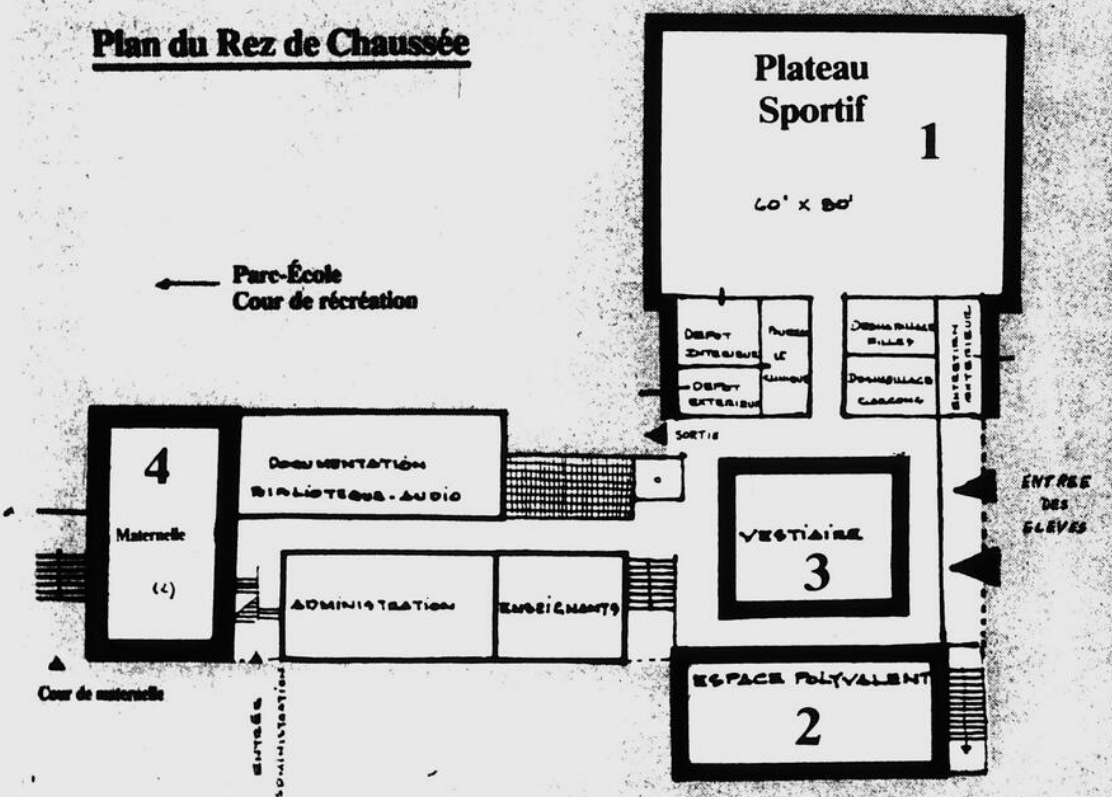 Plan du Rez de Chaussée
Plateau
Sportif
1
60' x 80'
Parc-École
Cour de récréation
DEPOT
INTERIEUR
DEPOT
EXTERIEUR
DESHABILLAGE
FILLES
DESHABILLAGE
GARCONS
ENTRETIEN
EXTERIEUR
SORTIE
4
Maternelle
DOCUMENTATION
BIBLIOTEQUE-AUDIO
VESTIAIRE
3
ENTREE
DES
ELEVES
ADMINISTRATION
ENSEIGNANTS
ESPACE POLYVALENT
2
Cour de maternelle
ENTRÉE
ADMINISTRATION